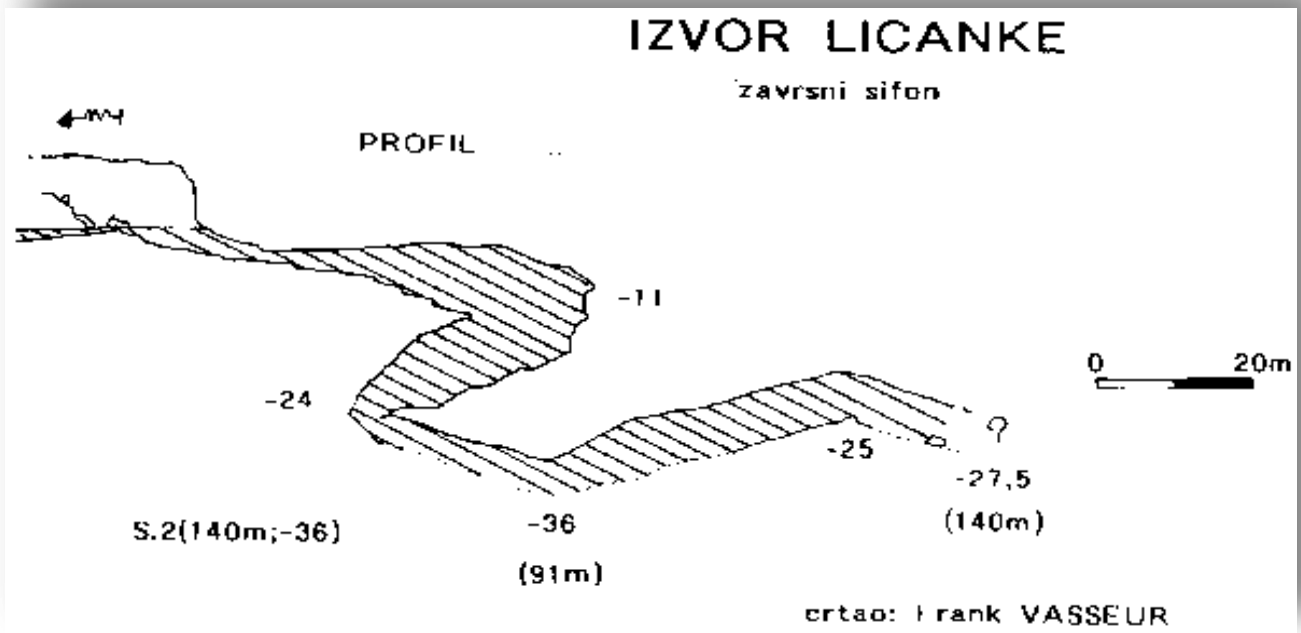 IZVOR LICANKE
zavrsni sifon
PROFIL
-11
0 20m
-24
?
-25
-27,5
(140m)
S.2(140m;-36)
-36
(91m)
crtao: Frank VASSEUR